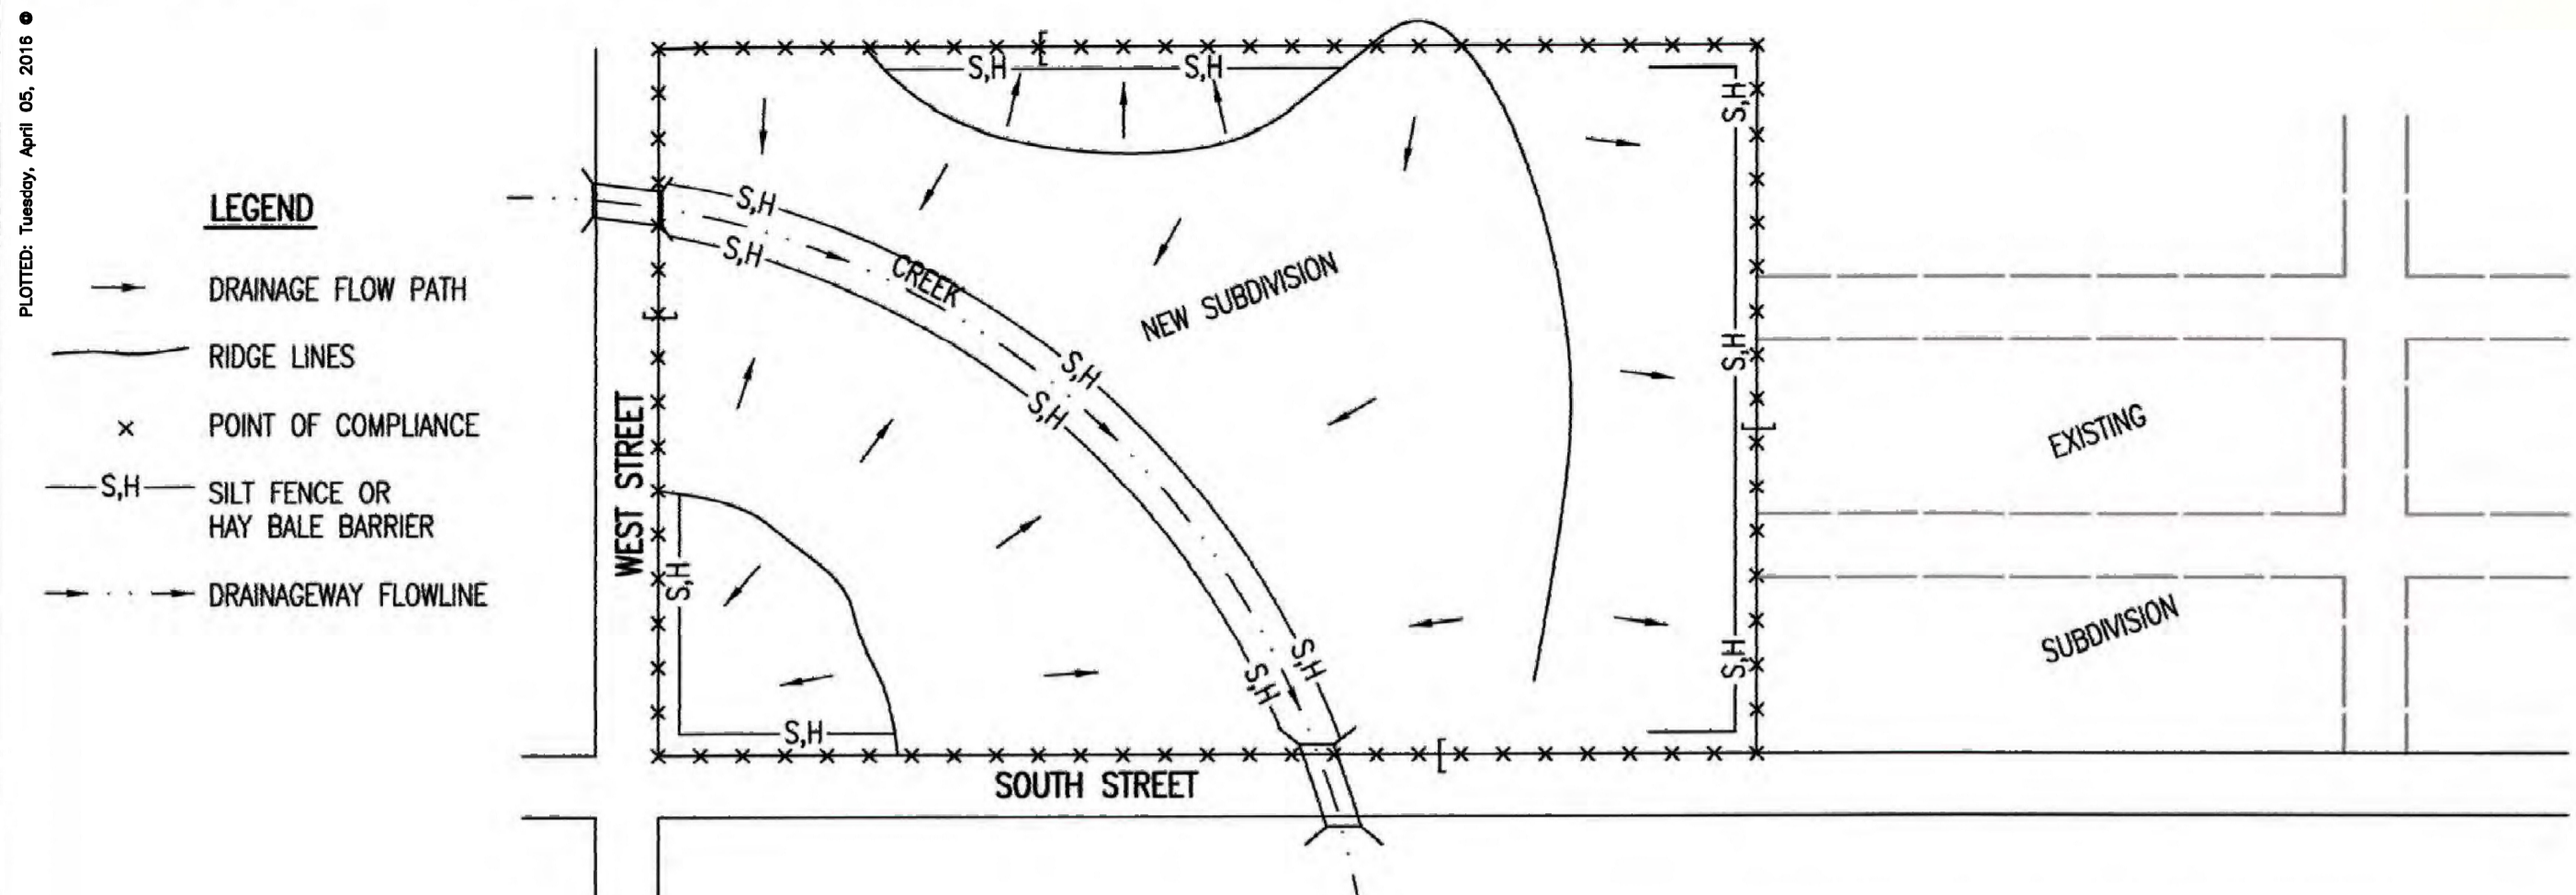 PLOTTED: Tuesday, April 05, 2016 @
LEGEND
DRAINAGE FLOW PATH
RIDGE LINES
POINT OF COMPLIANCE
S,H
SILT FENCE OR
HAY BALE BARRIER
DRAINAGEWAY FLOWLINE
S,H
S,H
S,H
S,H
S,H
CREEK
NEW SUBDIVISION
S,H
S,H
S,H
WEST STREET
EXISTING
S,H
S,H
S,H
S,H
S,H
SUBDIVISION
S,H
SOUTH STREET